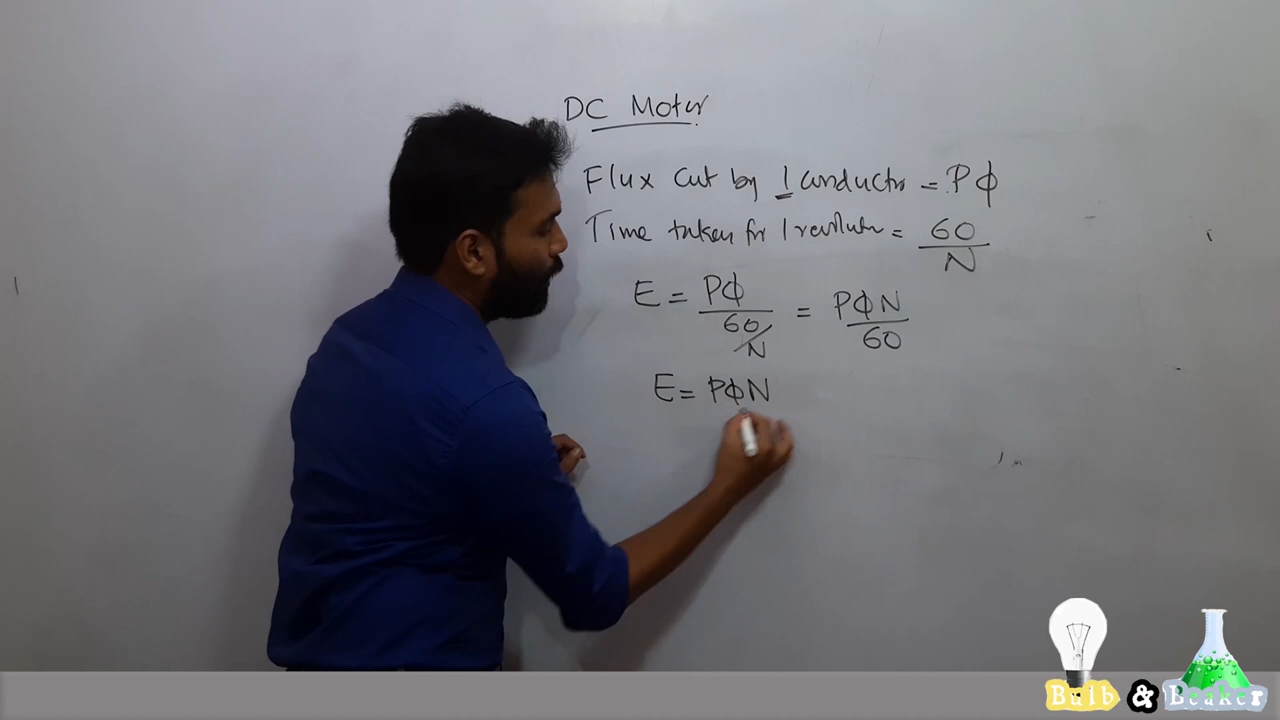 DC Motor
Flux cut by 1 conductor = Pϕ
Time taken for 1 revolution = 60/N
E = Pϕ/(60/N) = PϕN/60
E = PϕN
Bulb & Beaker